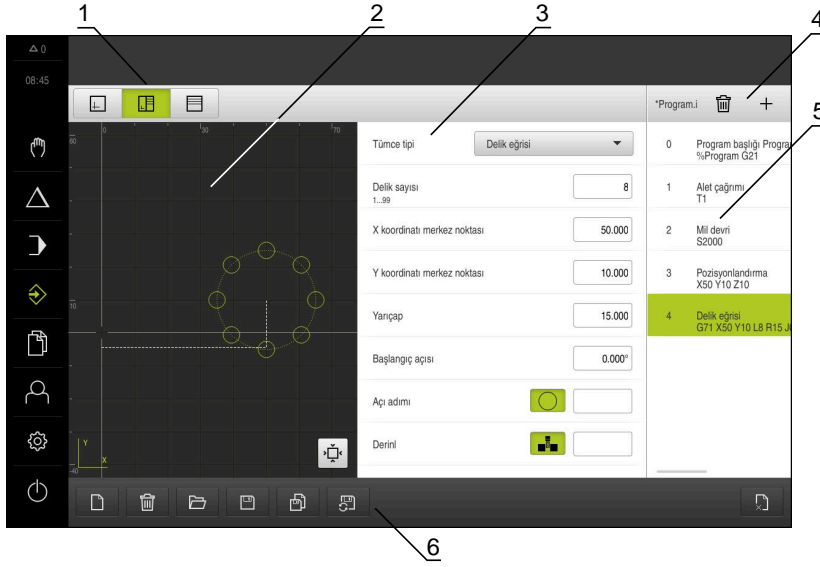 1
2
3
4
5
6
0
08:45
0
30
70
60
10
-40
Y
X
Tümce tipi
Delik eğrisi
Delik sayısı
1...99
8
X koordinatı merkez noktası
50.000
Y koordinatı merkez noktası
10.000
Yarıçap
15.000
Başlangıç açısı
0.000°
Açı adımı
Derinl
*Program.i
0 Program başlığı Progra
%Program G21
1 Alet çağrımı
T1
2 Mil devri
S2000
3 Pozisyonlandırma
X50 Y10 Z10
4 Delik eğrisi
G71 X50 Y10 L8 R15 J